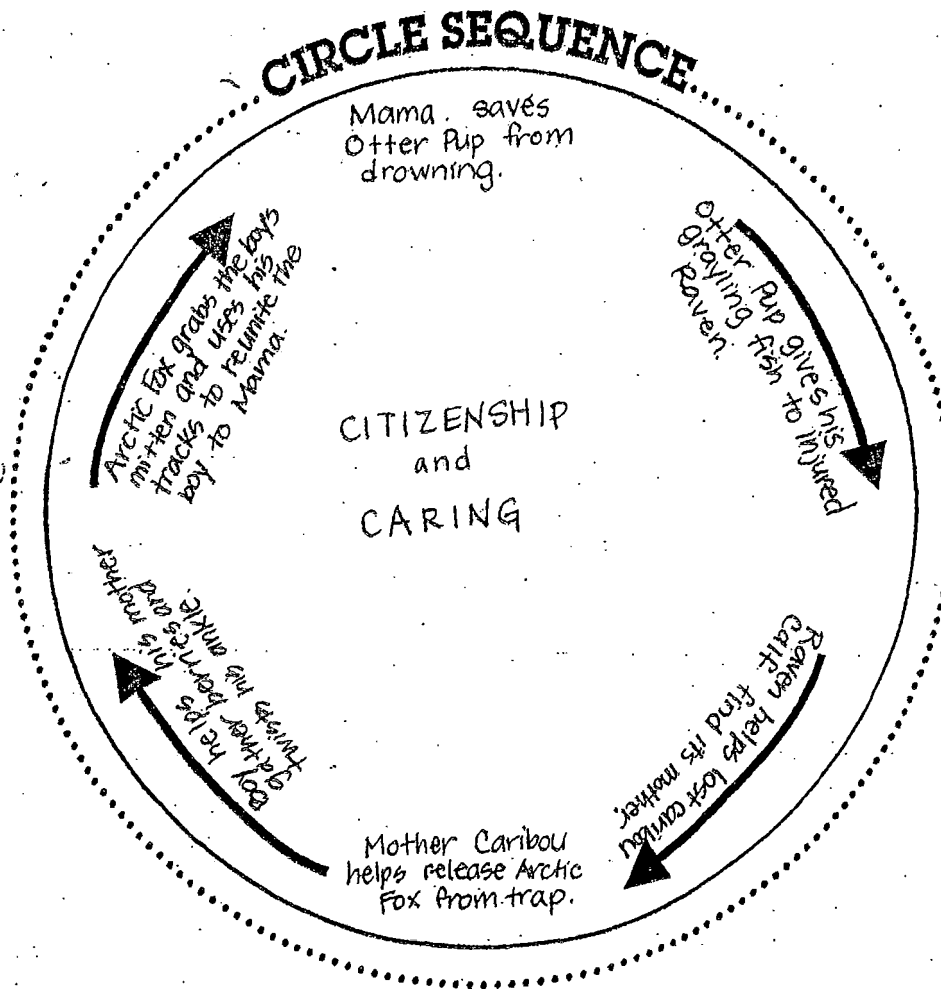 CIRCLE SEQUENCE
Mama saves
Otter Pup from
drowning.
Otter Pup gives his
grayling fish to injured
Raven.
Raven helps lost caribou
calf find its mother.
Mother Caribou
helps release Arctic
Fox from trap.
Boy helps his mother
gather berries and
twists his ankle.
Arctic Fox grabs the boys
mitten and uses his
tracks to reunite the
boy to Mama.
CITIZENSHIP
and
CARING